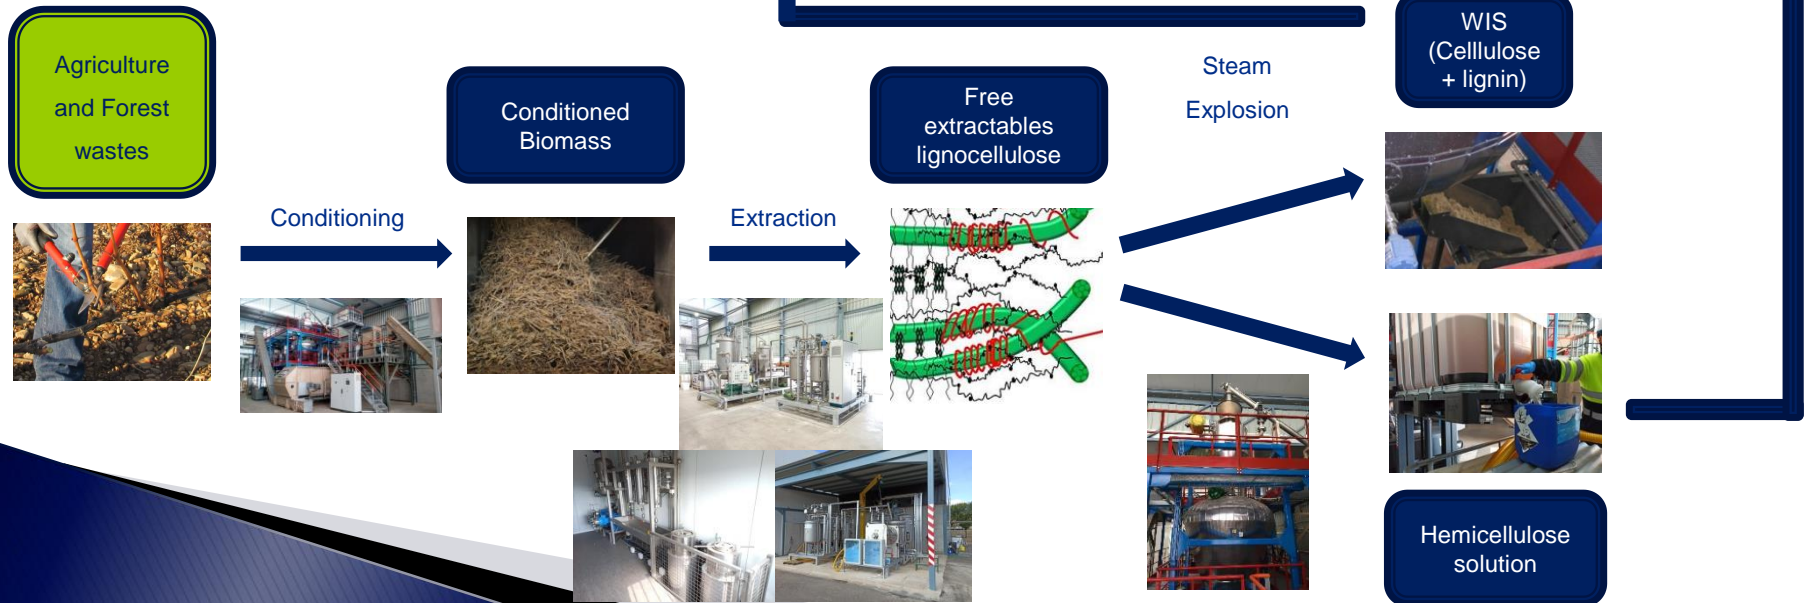 Agriculture
and Forest
wastes
Conditioning
Conditioned
Biomass
Extraction
Free
extractables
lignocellulose
Steam
Explosion
WIS
(Celllulose
+ lignin)
Hemicellulose
solution